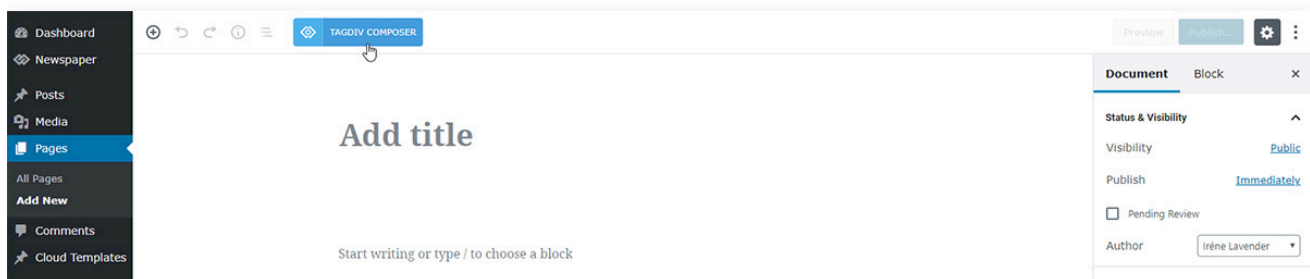 Dashboard
Newspaper
Posts
Media
Pages
All Pages
Add New
Comments
Cloud Templates
TAGDIV COMPOSER
Preview
Publish...
Add title
Start writing or type / to choose a block
Document Block
Status & Visibility
Visibility Public
Publish Immediately
Pending Review
Author Iréne Lavender